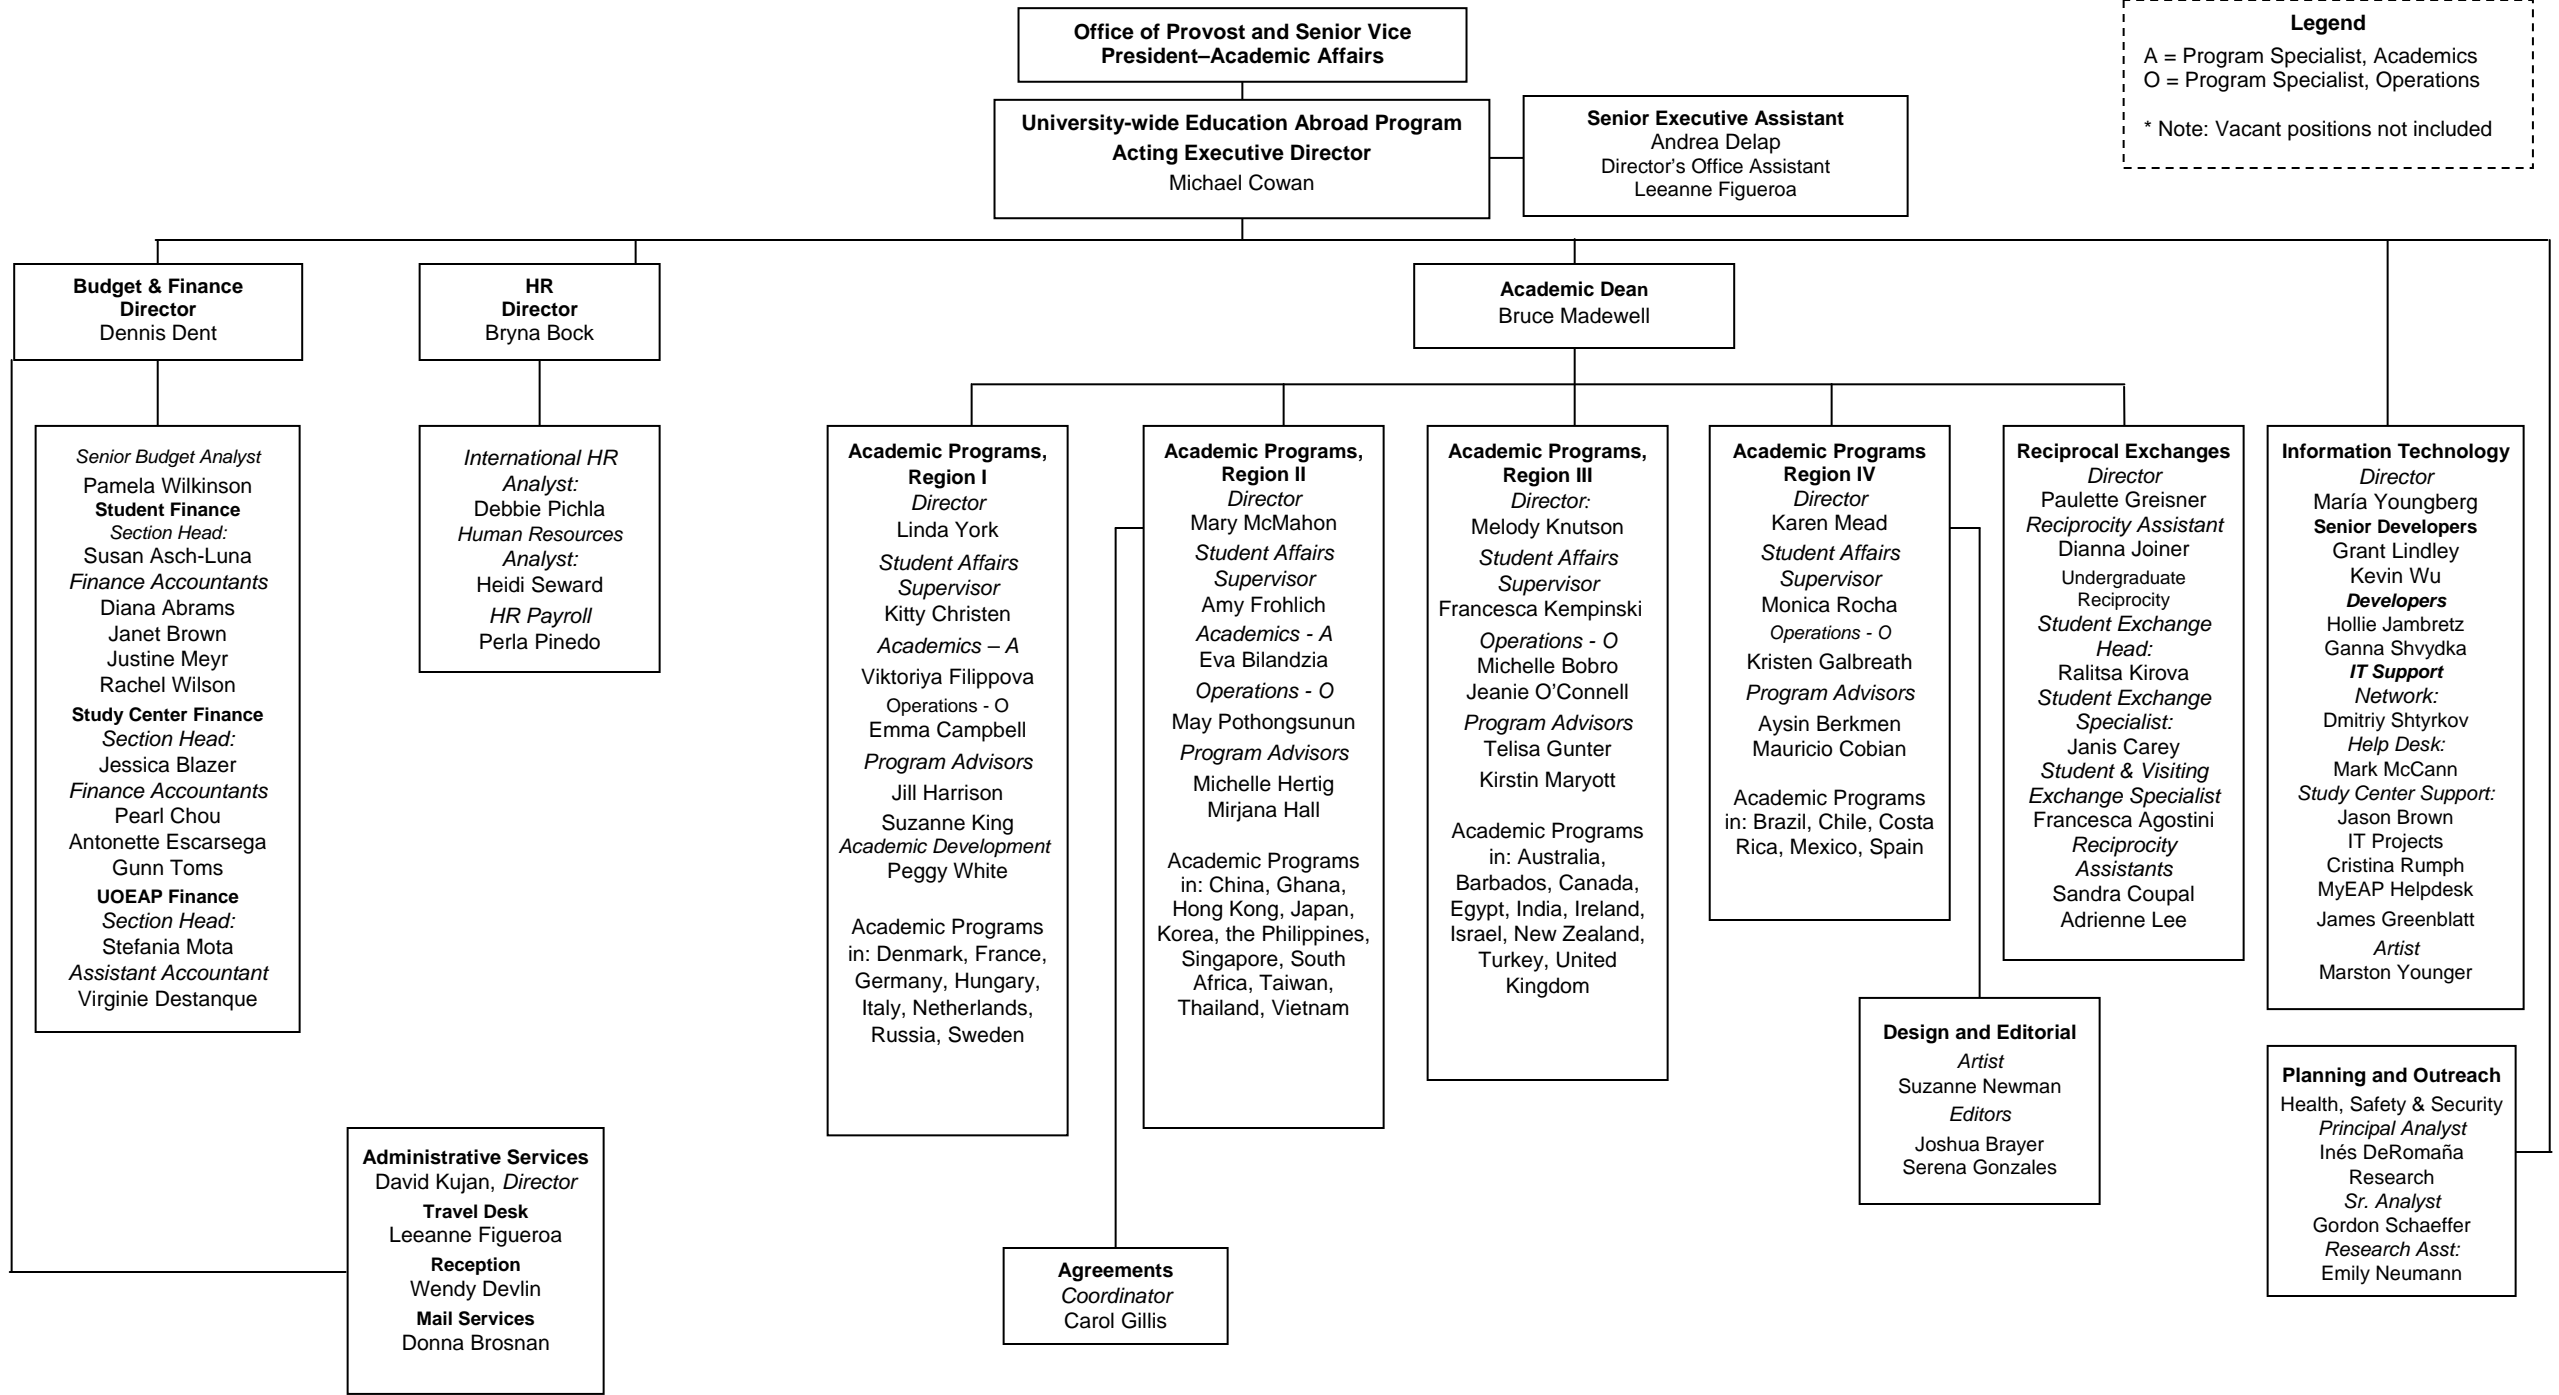 Office of Provost and Senior Vice
President–Academic Affairs
University-wide Education Abroad Program
Acting Executive Director
Michael Cowan
Senior Executive Assistant
Andrea Delap
Director's Office Assistant
Leeanne Figueroa
Legend
A = Program Specialist, Academics
O = Program Specialist, Operations
* Note: Vacant positions not included
Budget & Finance
Director
Dennis Dent
HR
Director
Bryna Bock
Academic Dean
Bruce Madewell
Senior Budget Analyst
Pamela Wilkinson
Student Finance
Section Head:
Susan Asch-Luna
Finance Accountants
Diana Abrams
Janet Brown
Justine Meyr
Rachel Wilson
Study Center Finance
Section Head:
Jessica Blazer
Finance Accountants
Pearl Chou
Antonette Escarsega
Gunn Toms
UOEAP Finance
Section Head:
Stefania Mota
Assistant Accountant
Virginie Destanque
International HR
Analyst:
Debbie Pichla
Human Resources
Analyst:
Heidi Seward
HR Payroll
Perla Pinedo
Academic Programs,
Region I
Director
Linda York
Student Affairs
Supervisor
Kitty Christen
Academics – A
Viktoriya Filippova
Operations - O
Emma Campbell
Program Advisors
Jill Harrison
Suzanne King
Academic Development
Peggy White
Academic Programs
in: Denmark, France,
Germany, Hungary,
Italy, Netherlands,
Russia, Sweden
Academic Programs,
Region II
Director
Mary McMahon
Student Affairs
Supervisor
Amy Frohlich
Academics - A
Eva Bilandzia
Operations - O
May Pothongsunun
Program Advisors
Michelle Hertig
Mirjana Hall
Academic Programs
in: China, Ghana,
Hong Kong, Japan,
Korea, the Philippines,
Singapore, South
Africa, Taiwan,
Thailand, Vietnam
Academic Programs,
Region III
Director:
Melody Knutson
Student Affairs
Supervisor
Francesca Kempinski
Operations - O
Michelle Bobro
Jeanie O'Connell
Program Advisors
Telisa Gunter
Kirstin Maryott
Academic Programs
in: Australia,
Barbados, Canada,
Egypt, India, Ireland,
Israel, New Zealand,
Turkey, United
Kingdom
Academic Programs
Region IV
Director
Karen Mead
Student Affairs
Supervisor
Monica Rocha
Operations - O
Kristen Galbreath
Program Advisors
Aysin Berkmen
Mauricio Cobian
Academic Programs
in: Brazil, Chile, Costa
Rica, Mexico, Spain
Reciprocal Exchanges
Director
Paulette Greisner
Reciprocity Assistant
Dianna Joiner
Undergraduate
Reciprocity
Student Exchange
Head:
Ralitsa Kirova
Student Exchange
Specialist:
Janis Carey
Student & Visiting
Exchange Specialist
Francesca Agostini
Reciprocity
Assistants
Sandra Coupal
Adrienne Lee
Information Technology
Director
María Youngberg
Senior Developers
Grant Lindley
Kevin Wu
Developers
Hollie Jambretz
Ganna Shvydka
IT Support
Network:
Dmitriy Shtyrkov
Help Desk:
Mark McCann
Study Center Support:
Jason Brown
IT Projects
Cristina Rumph
MyEAP Helpdesk
James Greenblatt
Artist
Marston Younger
Design and Editorial
Artist
Suzanne Newman
Editors
Joshua Brayer
Serena Gonzales
Planning and Outreach
Health, Safety & Security
Principal Analyst
Inés DeRomaña
Research
Sr. Analyst
Gordon Schaeffer
Research Asst:
Emily Neumann
Administrative Services
David Kujan, Director
Travel Desk
Leeanne Figueroa
Reception
Wendy Devlin
Mail Services
Donna Brosnan
Agreements
Coordinator
Carol Gillis